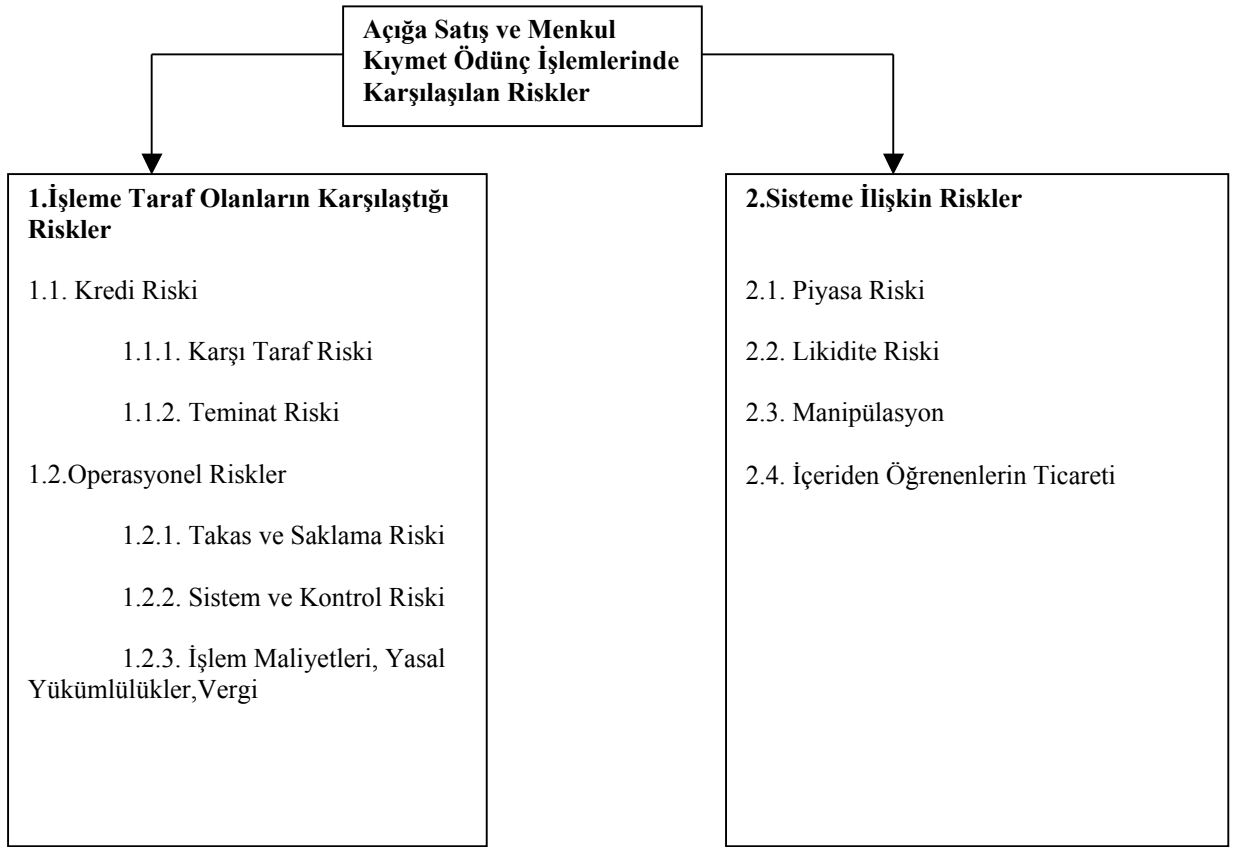 Açığa Satış ve Menkul
Kıymet Ödünç İşlemlerinde
Karşılaşılan Riskler
1.İşleme Taraf Olanların Karşılaştığı
Riskler
1.1. Kredi Riski
1.1.1. Karşı Taraf Riski
1.1.2. Teminat Riski
1.2.Operasyonel Riskler
1.2.1. Takas ve Saklama Riski
1.2.2. Sistem ve Kontrol Riski
1.2.3. İşlem Maliyetleri, Yasal
Yükümlülükler,Vergi
2.Sisteme İlişkin Riskler
2.1. Piyasa Riski
2.2. Likidite Riski
2.3. Manipülasyon
2.4. İçeriden Öğrenenlerin Ticareti